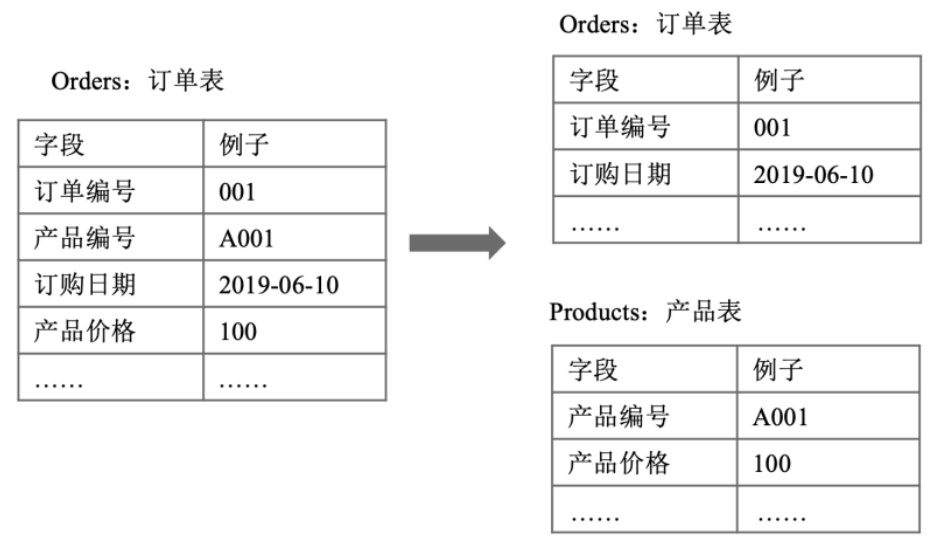 Orders：订单表
字段 例子
订单编号 001
产品编号 A001
订购日期 2019-06-10
产品价格 100
…… ……
Orders：订单表
字段 例子
订单编号 001
订购日期 2019-06-10
…… ……
Products：产品表
字段 例子
产品编号 A001
产品价格 100
…… ……